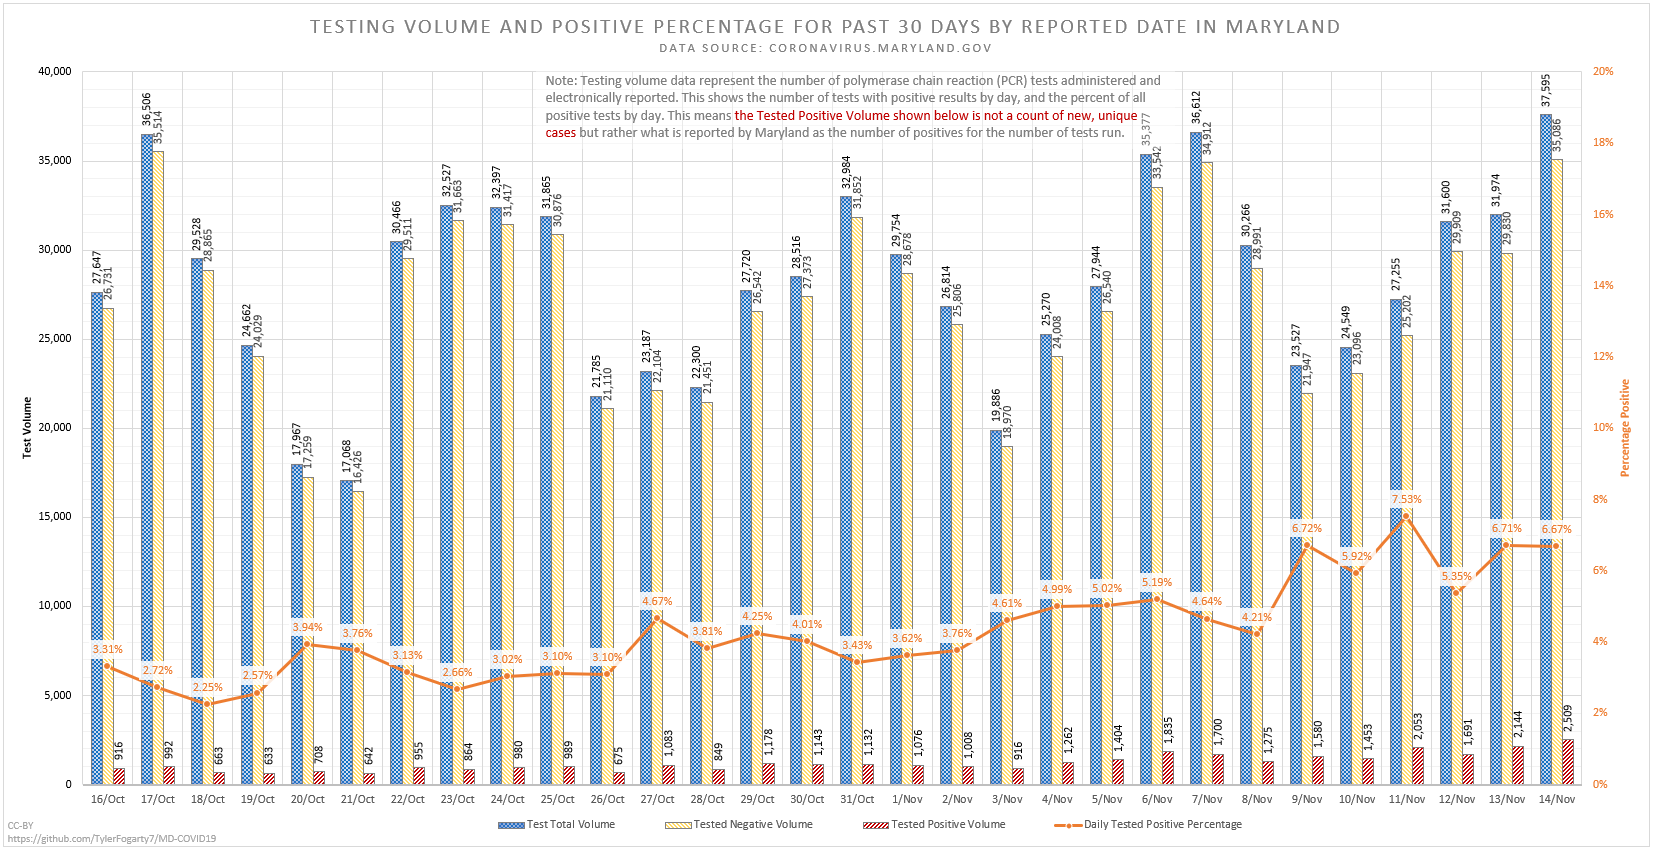 TESTING VOLUME AND POSITIVE PERCENTAGE FOR PAST 30 DAYS BY REPORTED DATE IN MARYLAND
DATA SOURCE: CORONAVIRUS.MARYLAND.GOV
Note: Testing volume data represent the number of polymerase chain reaction (PCR) tests administered and
electronically reported. This shows the number of tests with positive results by day, and the percent of all
positive tests by day. This means the Tested Positive Volume shown below is not a count of new, unique
cases but rather what is reported by Maryland as the number of positives for the number of tests run.
Test Volume
40,000
35,000
30,000
25,000
20,000
15,000
10,000
5,000
0
Percentage Positive
20%
18%
16%
14%
12%
10%
8%
6%
4%
2%
0%
27,647 26,731 3.31% 916
36,506 35,514 2.72% 992
29,528 28,865 2.25% 663
24,662 24,029 2.57% 633
17,967 17,259 3.94% 708
17,068 16,426 3.76% 642
30,466 29,511 3.13% 955
32,527 31,663 2.66% 864
32,397 31,417 3.02% 980
31,865 30,876 3.10% 989
21,785 21,110 3.10% 675
23,187 22,104 4.67% 1,083
22,300 21,451 3.81% 849
27,720 26,542 4.25% 1,178
28,516 27,373 4.01% 1,143
32,984 31,852 3.43% 1,132
29,754 28,678 3.62% 1,076
26,814 25,806 3.76% 1,008
19,886 18,970 4.61% 916
25,270 24,008 4.99% 1,262
27,944 26,540 5.02% 1,404
35,377 33,542 5.19% 1,835
36,612 34,912 4.64% 1,700
30,266 28,991 4.21% 1,275
23,527 21,947 6.72% 1,580
24,549 23,096 5.92% 1,453
27,255 25,202 7.53% 2,053
31,600 29,909 5.35% 1,691
31,974 29,830 6.71% 2,144
37,595 35,086 6.67% 2,509
16/Oct 17/Oct 18/Oct 19/Oct 20/Oct 21/Oct 22/Oct 23/Oct 24/Oct 25/Oct 26/Oct 27/Oct 28/Oct 29/Oct 30/Oct 31/Oct 1/Nov 2/Nov 3/Nov 4/Nov 5/Nov 6/Nov 7/Nov 8/Nov 9/Nov 10/Nov 11/Nov 12/Nov 13/Nov 14/Nov
Test Total Volume Tested Negative Volume Tested Positive Volume Daily Tested Positive Percentage
CC-BY
https://github.com/TylerFogarty7/MD-COVID19